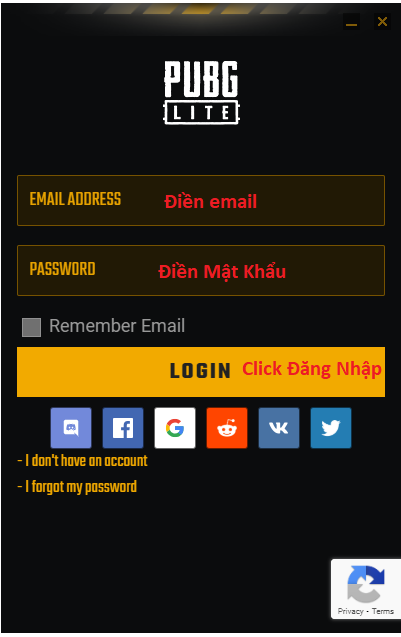 PUBG
LITE
EMAIL ADDRESS Điền email
PASSWORD Điền Mật Khẩu
Remember Email
LOGIN Click Đăng Nhập
- I don't have an account
- I forgot my password
Privacy - Terms